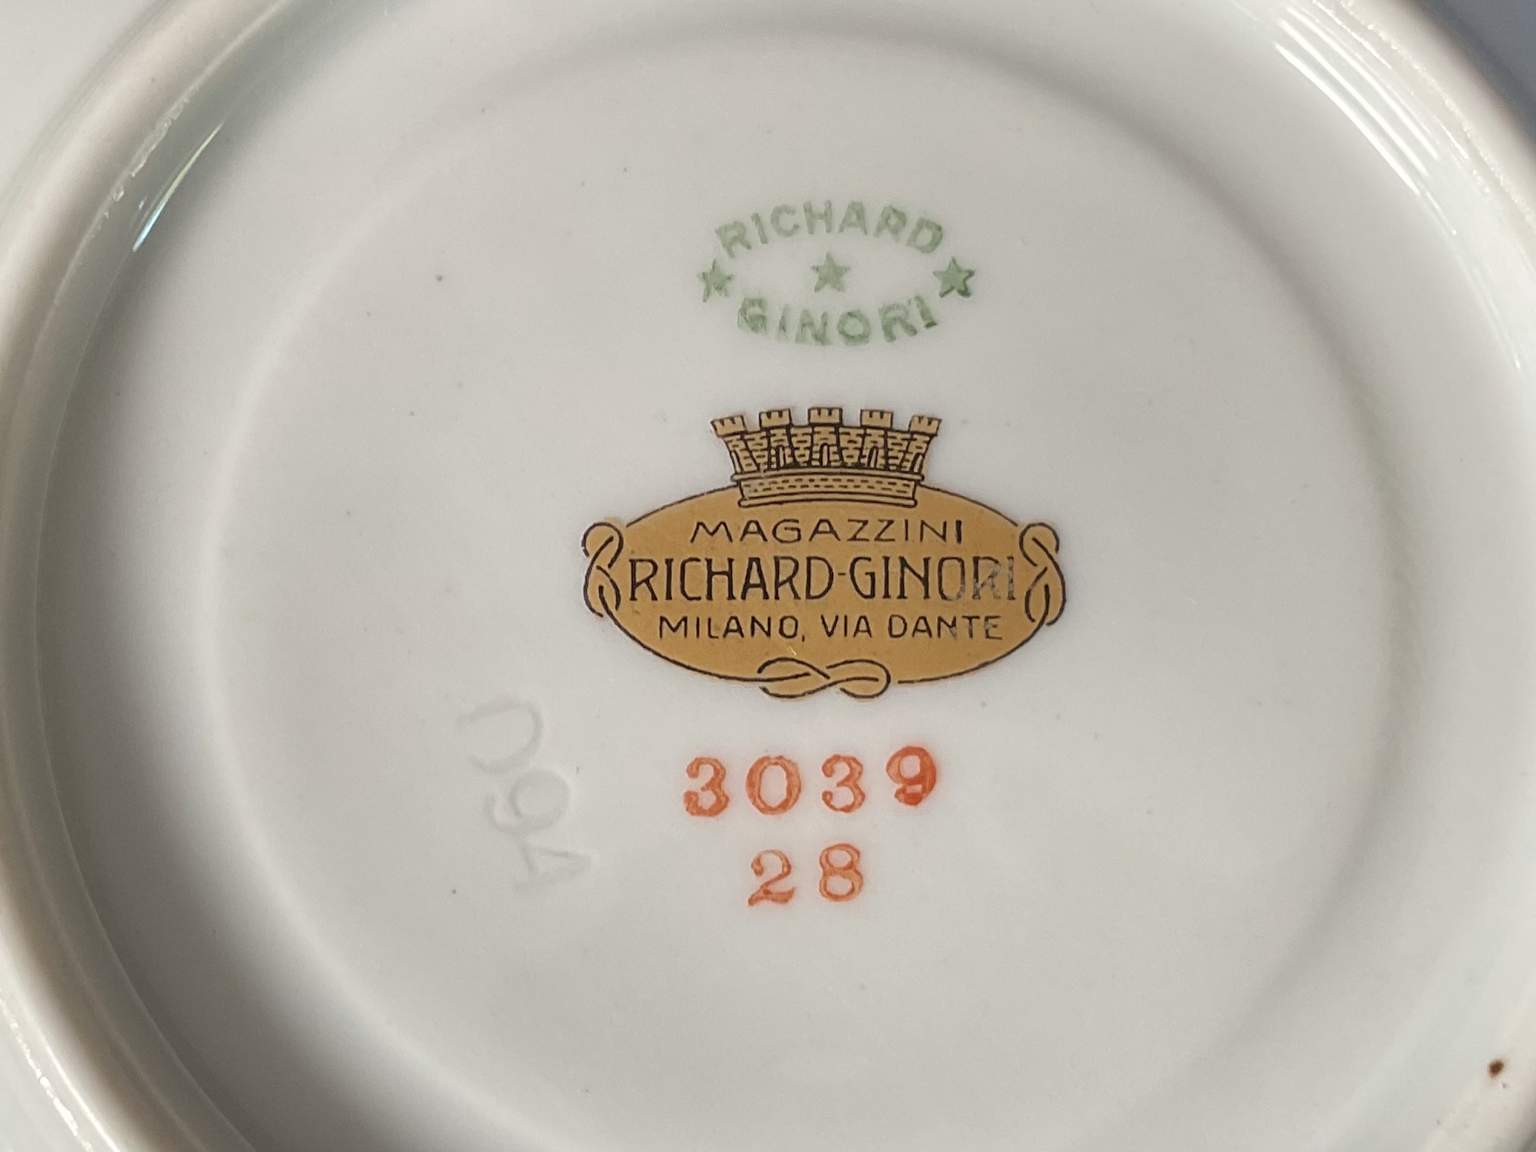 RICHARD
GINORI
MAGAZZINI
RICHARD-GINORI
MILANO, VIA DANTE
3039
28